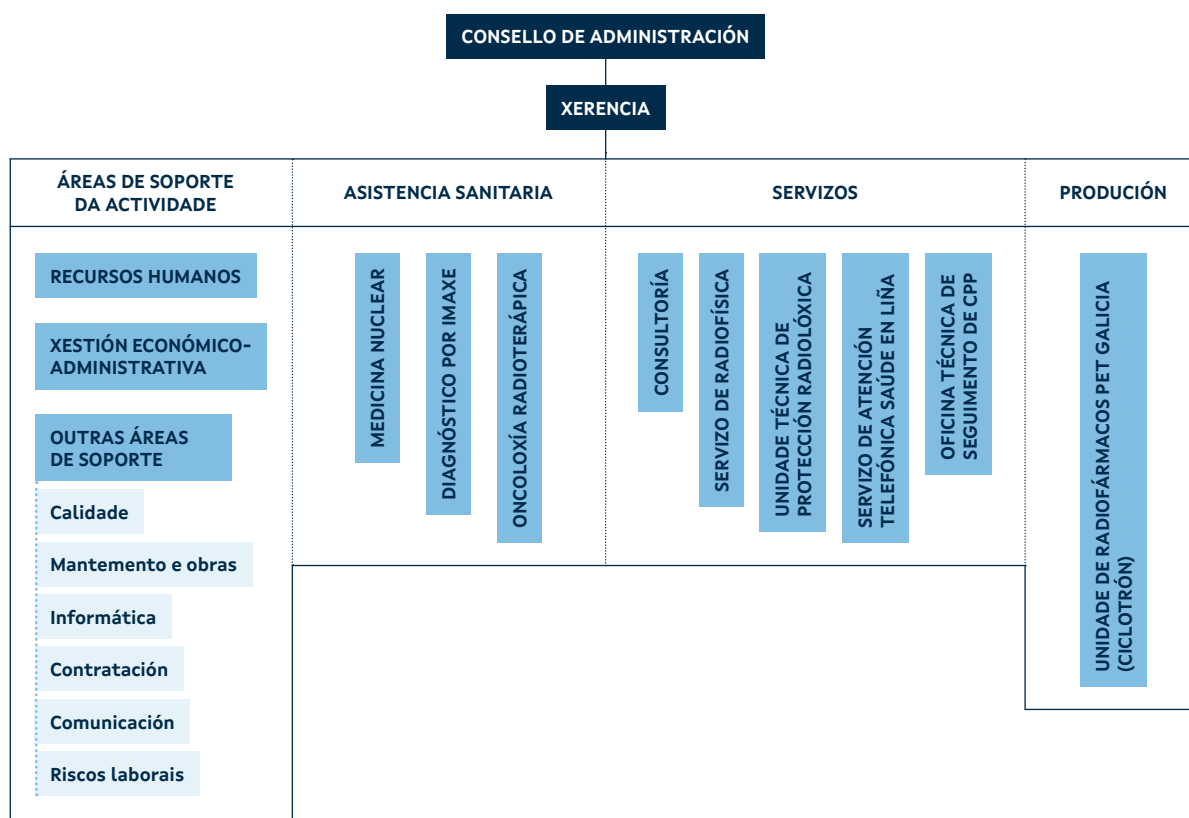 CONSELLO DE ADMINISTRACIÓN
XERENCIA
ÁREAS DE SOPORTE
DA ACTIVIDADE
ASISTENCIA SANITARIA
SERVIZOS
PRODUCIÓN
RECURSOS HUMANOS
XESTIÓN ECONÓMICO-
ADMINISTRATIVA
OUTRAS ÁREAS
DE SOPORTE
Calidade
Mantemento e obras
Informática
Contratación
Comunicación
Riscos laborais
MEDICINA NUCLEAR
DIAGNÓSTICO POR IMAXE
ONCOLOXÍA RADIOTERÁPICA
CONSULTORÍA
SERVIZO DE RADIOFÍSICA
UNIDADE TÉCNICA DE
PROTECCIÓN RADIOLÓXICA
SERVIZO DE ATENCIÓN
TELEFÓNICA SAÚDE EN LIÑA
OFICINA TÉCNICA DE
SEGUIMENTO DE CPP
UNIDADE DE RADIOFÁRMACOS PET GALICIA
(CICLOTRÓN)